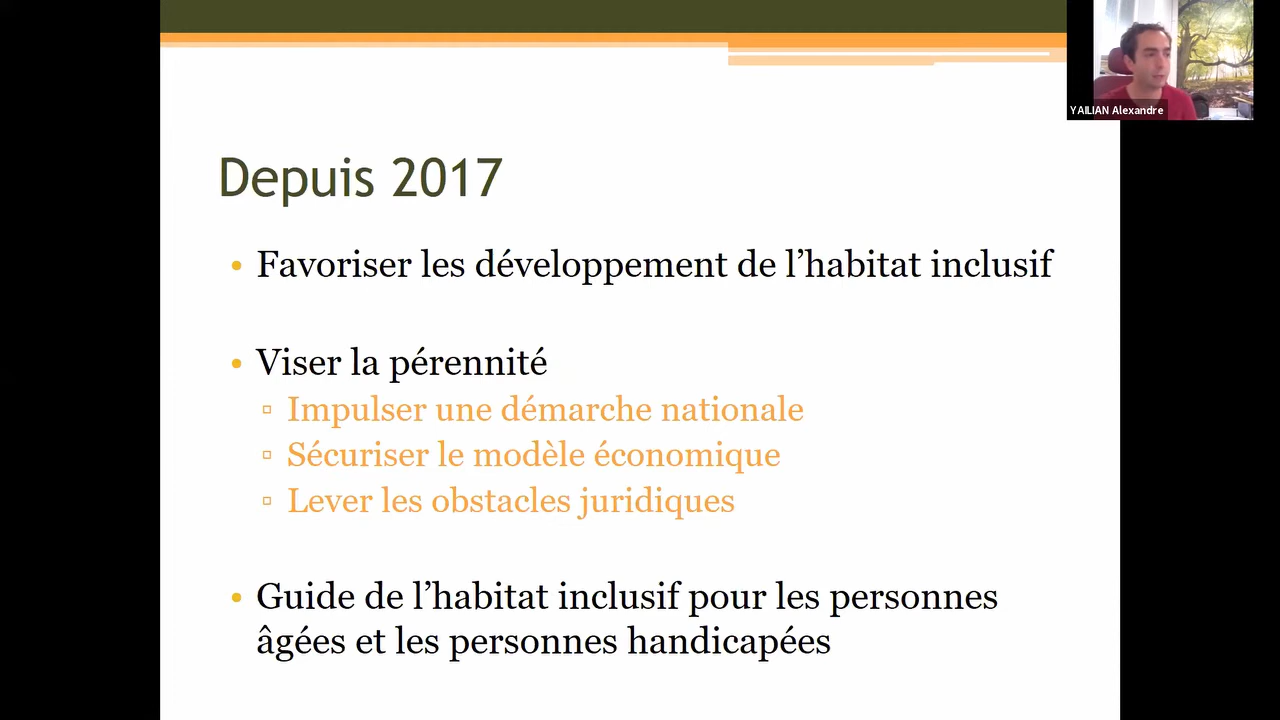 YAILIAN Alexandre
Depuis 2017
• Favoriser les développement de l’habitat inclusif
• Viser la pérennité
▫ Impulser une démarche nationale
▫ Sécuriser le modèle économique
▫ Lever les obstacles juridiques
• Guide de l’habitat inclusif pour les personnes
âgées et les personnes handicapées